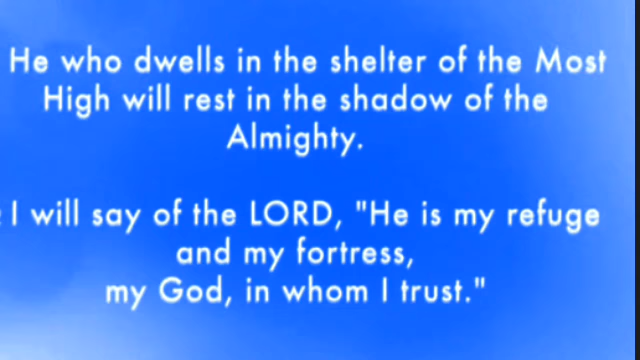 He who dwells in the shelter of the Most
High will rest in the shadow of the
Almighty.
I will say of the LORD, "He is my refuge
and my fortress,
my God, in whom I trust."